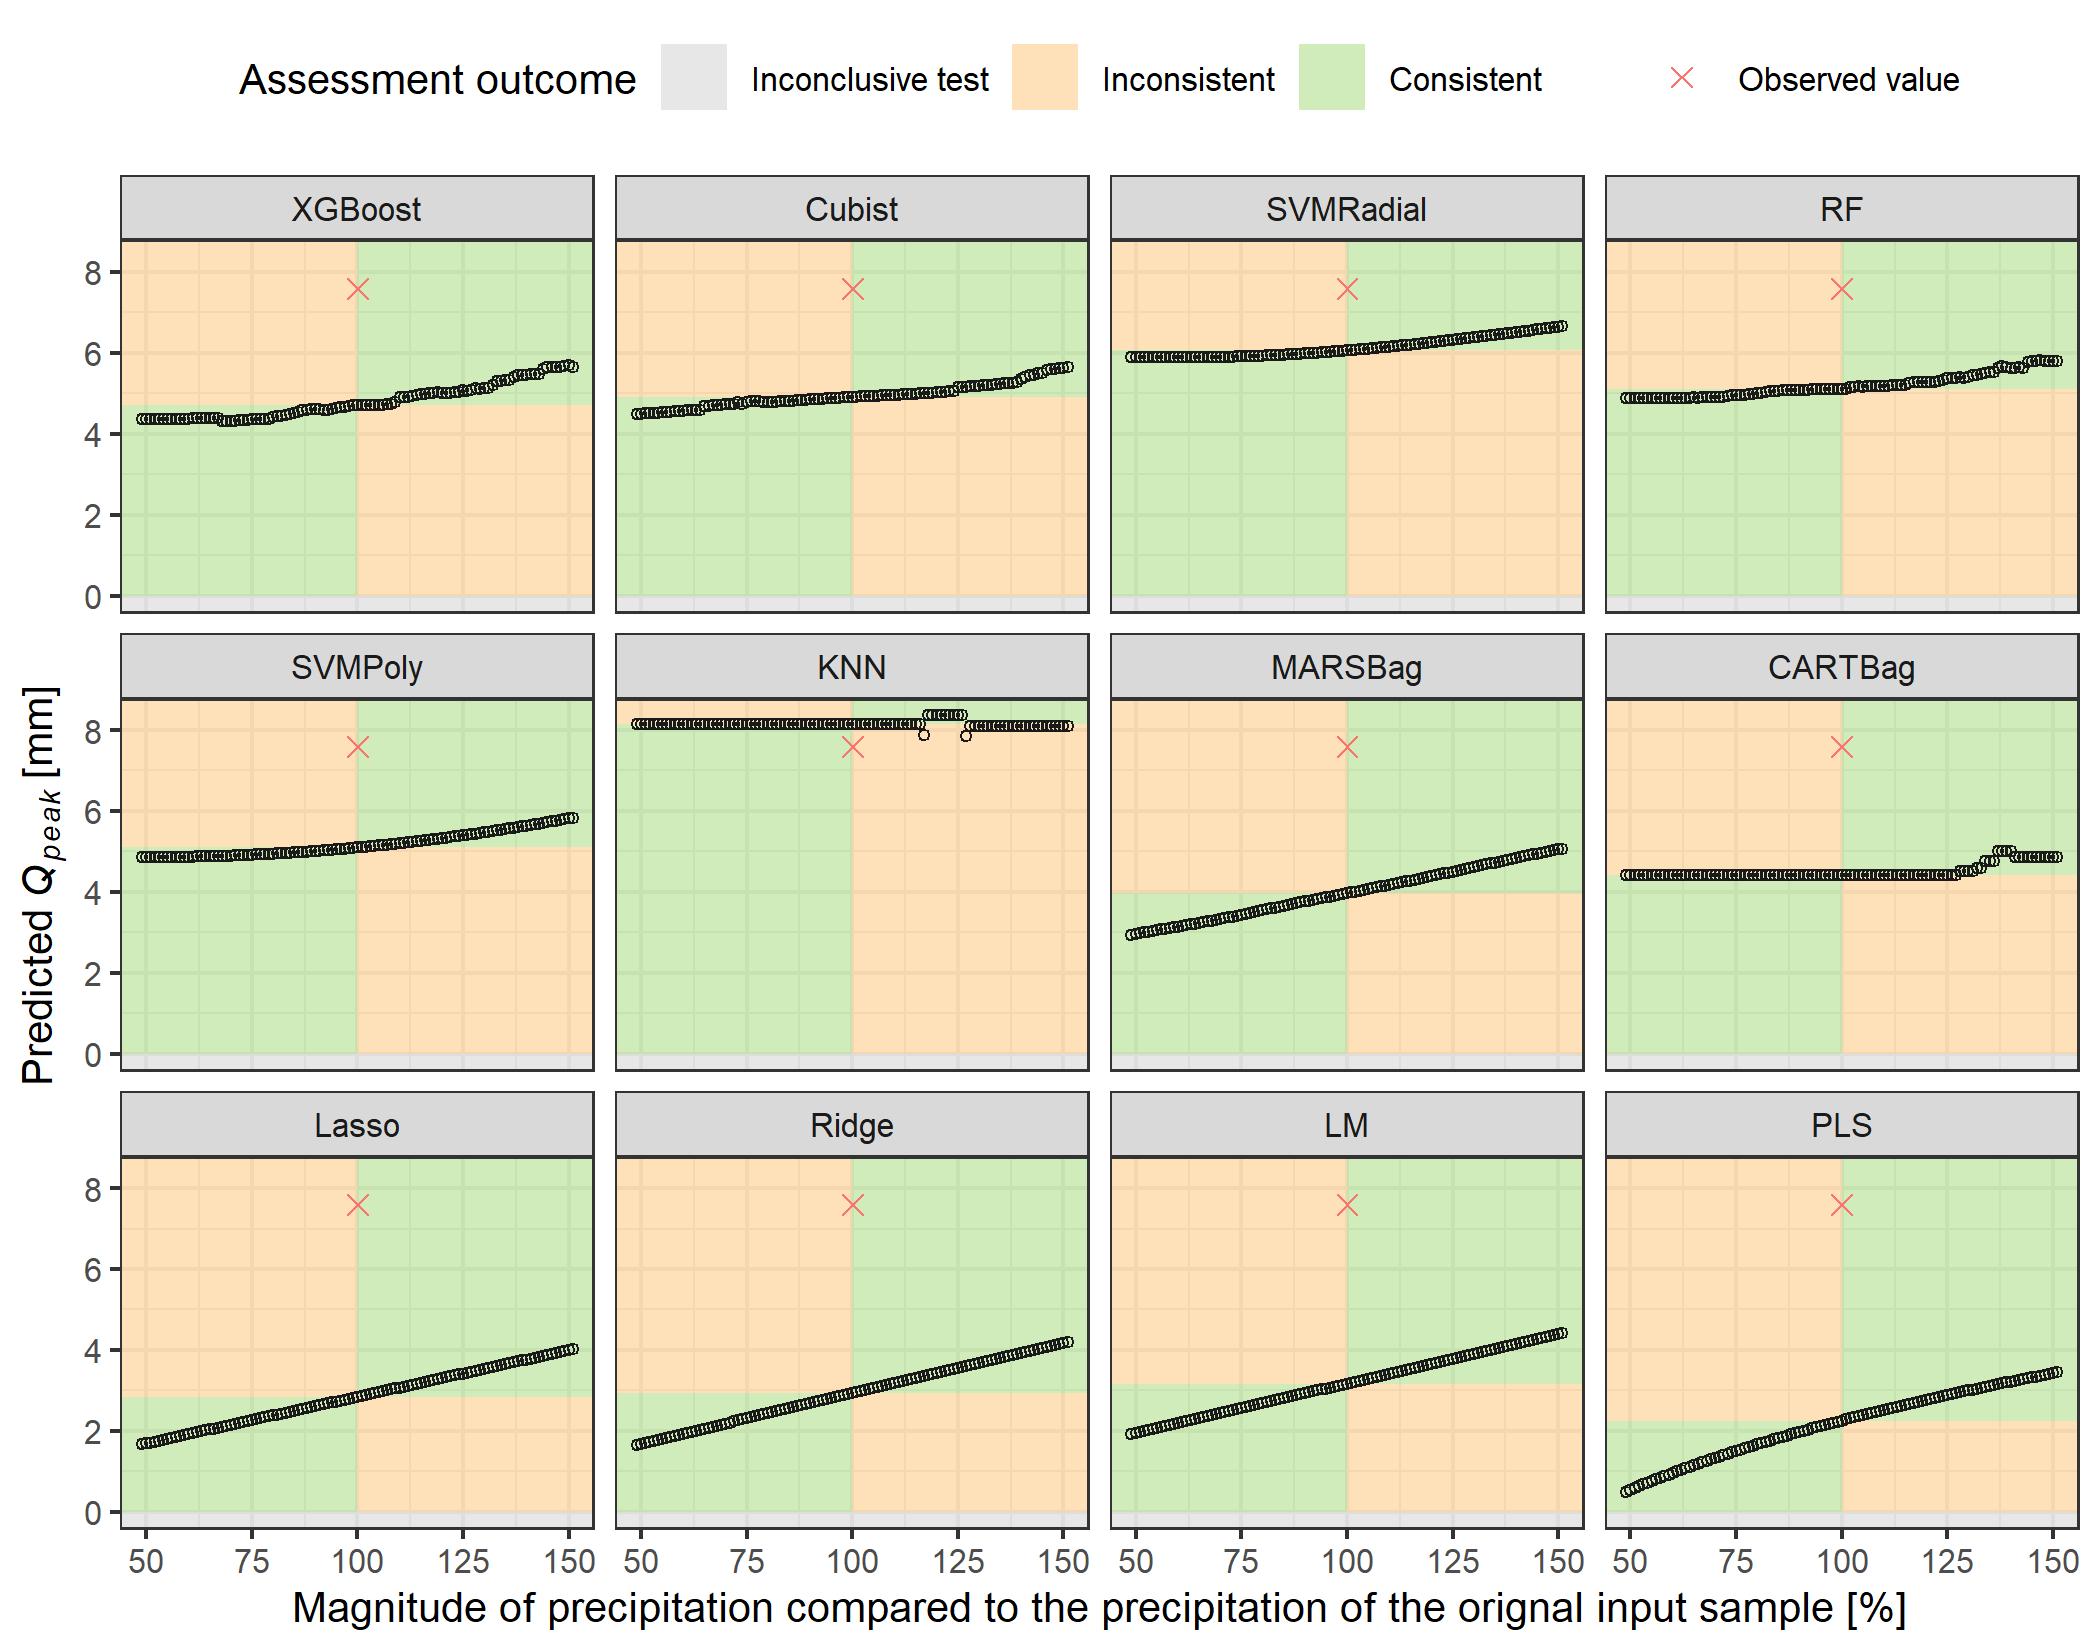 Assessment outcome Inconclusive test Inconsistent Consistent Observed value
XGBoost Cubist SVMRadial RF
8
6
4
2
0
SVMPoly KNN MARSBag CARTBag
8
6
4
2
0
Predicted Qpeak [mm]
Lasso Ridge LM PLS
8
6
4
2
0
50 75 100 125 150 50 75 100 125 150 50 75 100 125 150 50 75 100 125 150
Magnitude of precipitation compared to the precipitation of the orignal input sample [%]